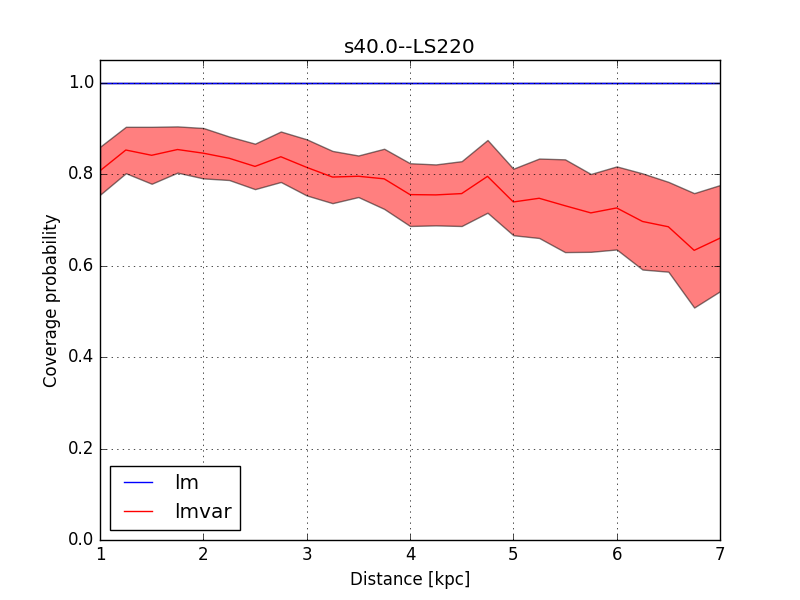 s40.0--LS220
1.0
0.8
0.6
0.4
0.2
0.0
Coverage probability
lm
lmvar
1 2 3 4 5 6 7
Distance [kpc]